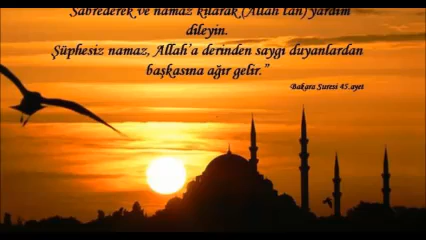 Sabrederek ve namaz kılarak (Allah'tan) yardım
dileyin.
Şüphesiz namaz, Allah'a derinden saygı duyanlardan
başkasına ağır gelir."
Bakara Suresi 45.ayet